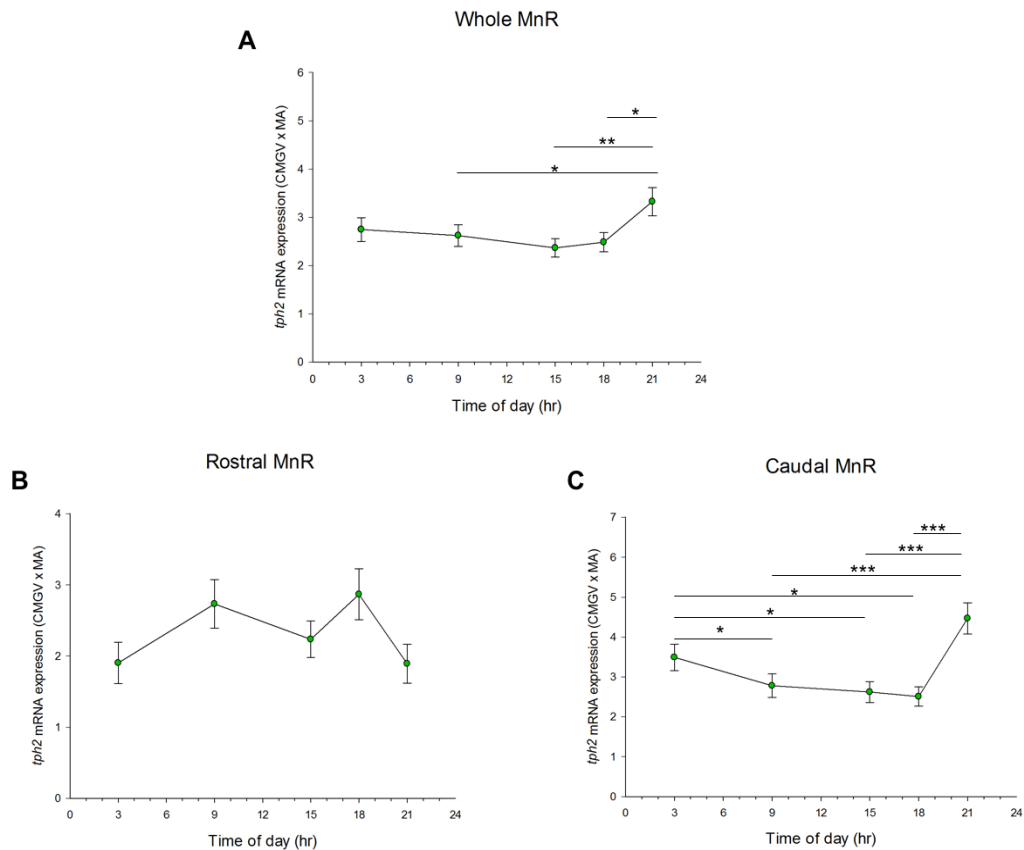 Whole MnR
A
tph2 mRNA expression (CMGV x MA)
6
5
4
3
2
1
0
*
**
*
0 3 6 9 12 15 18 21 24
Time of day (hr)
Rostral MnR
B
tph2 mRNA expression (CMGV x MA)
4
3
2
1
0
0 3 6 9 12 15 18 21 24
Time of day (hr)
Caudal MnR
C
tph2 mRNA expression (CMGV x MA)
7
6
5
4
3
2
1
0
***
***
***
*
*
*
0 3 6 9 12 15 18 21 24
Time of day (hr)